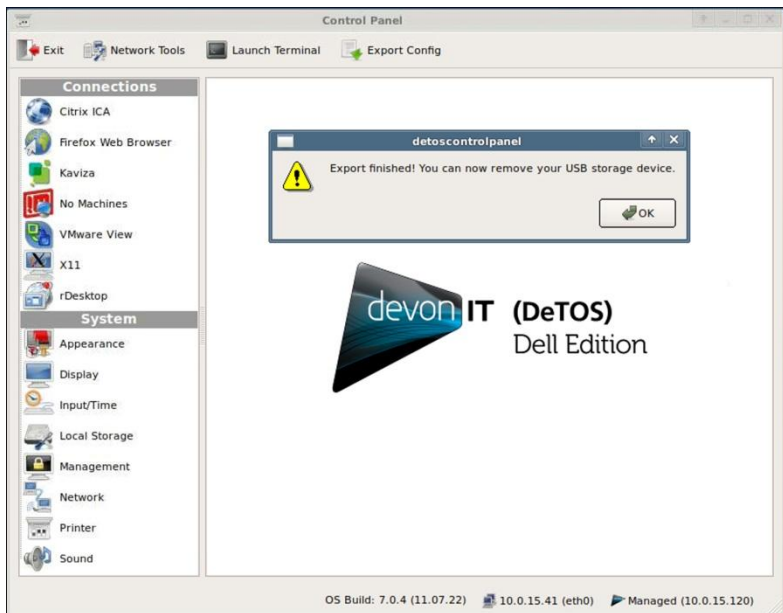 Control Panel
Exit Network Tools Launch Terminal Export Config
Connections
Citrix ICA
Firefox Web Browser
Kaviza
No Machines
VMware View
X11
rDesktop
System
Appearance
Display
Input/Time
Local Storage
Management
Network
Printer
Sound
detoscontrolpanel
Export finished! You can now remove your USB storage device.
OK
devon IT (DeTOS)
Dell Edition
OS Build: 7.0.4 (11.07.22) 10.0.15.41 (eth0) Managed (10.0.15.120)